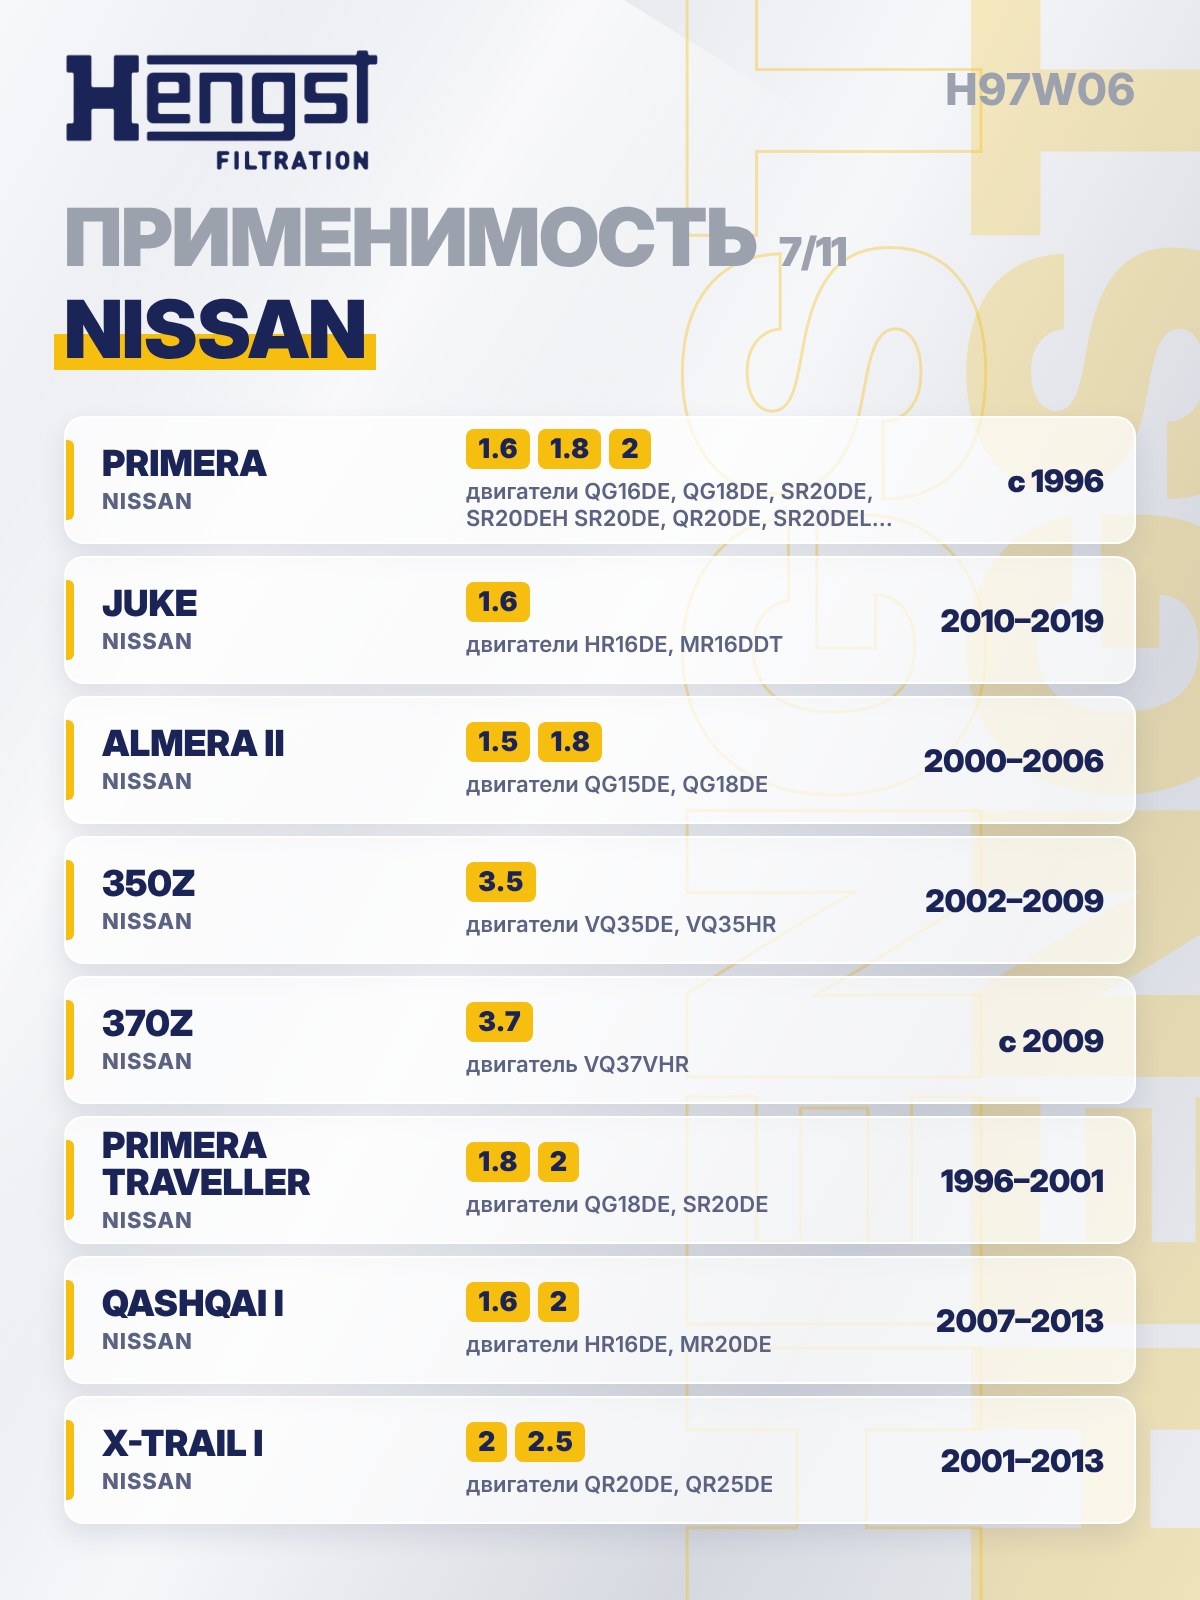 Hengst
FILTRATION
H97W06
ПРИМЕНИМОСТЬ 7/11
NISSAN
PRIMERA
NISSAN
1.6 1.8 2
двигатели QG16DE, QG18DE, SR20DE,
SR20DEH SR20DE, QR20DE, SR20DEL...
с 1996
JUKE
NISSAN
1.6
двигатели HR16DE, MR16DDT
2010–2019
ALMERA II
NISSAN
1.5 1.8
двигатели QG15DE, QG18DE
2000–2006
350Z
NISSAN
3.5
двигатели VQ35DE, VQ35HR
2002–2009
370Z
NISSAN
3.7
двигатель VQ37VHR
с 2009
PRIMERA
TRAVELLER
NISSAN
1.8 2
двигатели QG18DE, SR20DE
1996–2001
QASHQAI I
NISSAN
1.6 2
двигатели HR16DE, MR20DE
2007–2013
X-TRAIL I
NISSAN
2 2.5
двигатели QR20DE, QR25DE
2001–2013
HENGST
HENGST